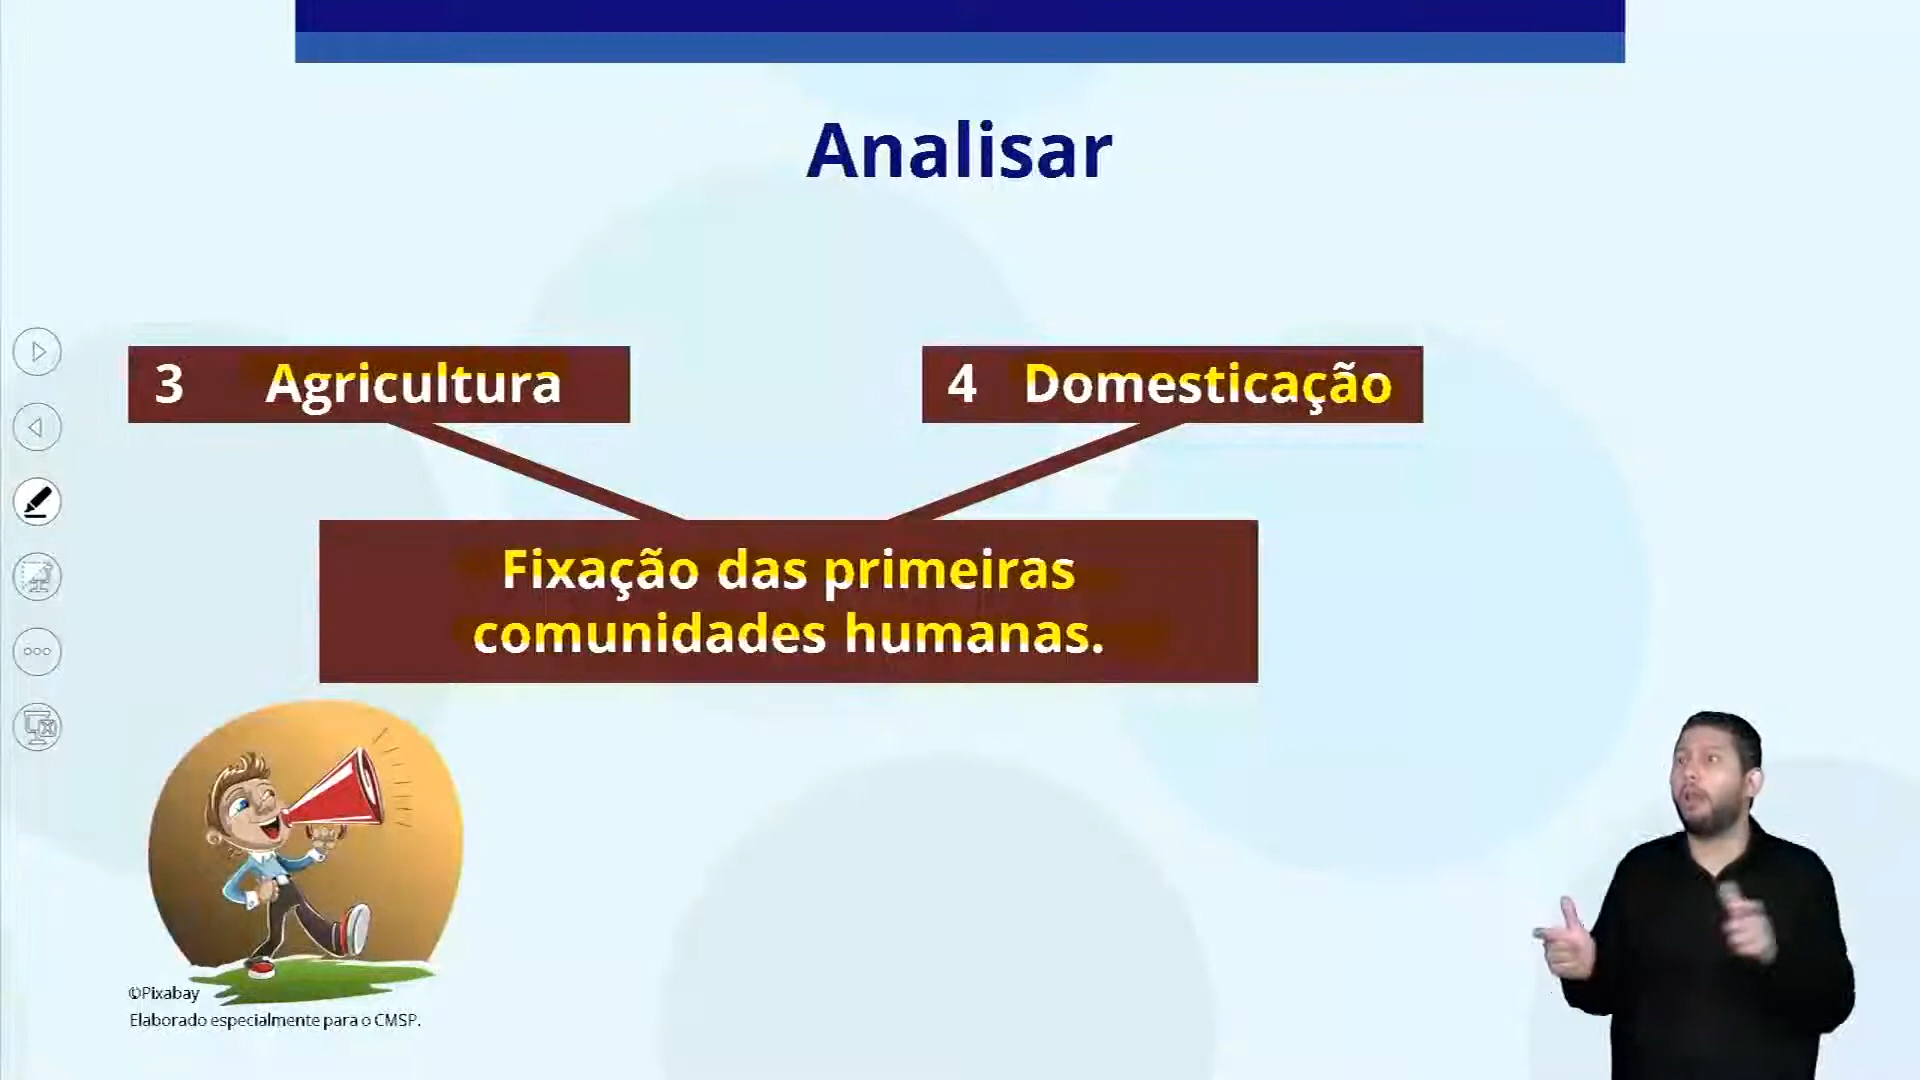 Analisar
3 Agricultura
4 Domesticação
Fixação das primeiras
comunidades humanas.
©Pixabay
Elaborado especialmente para o CMSP.